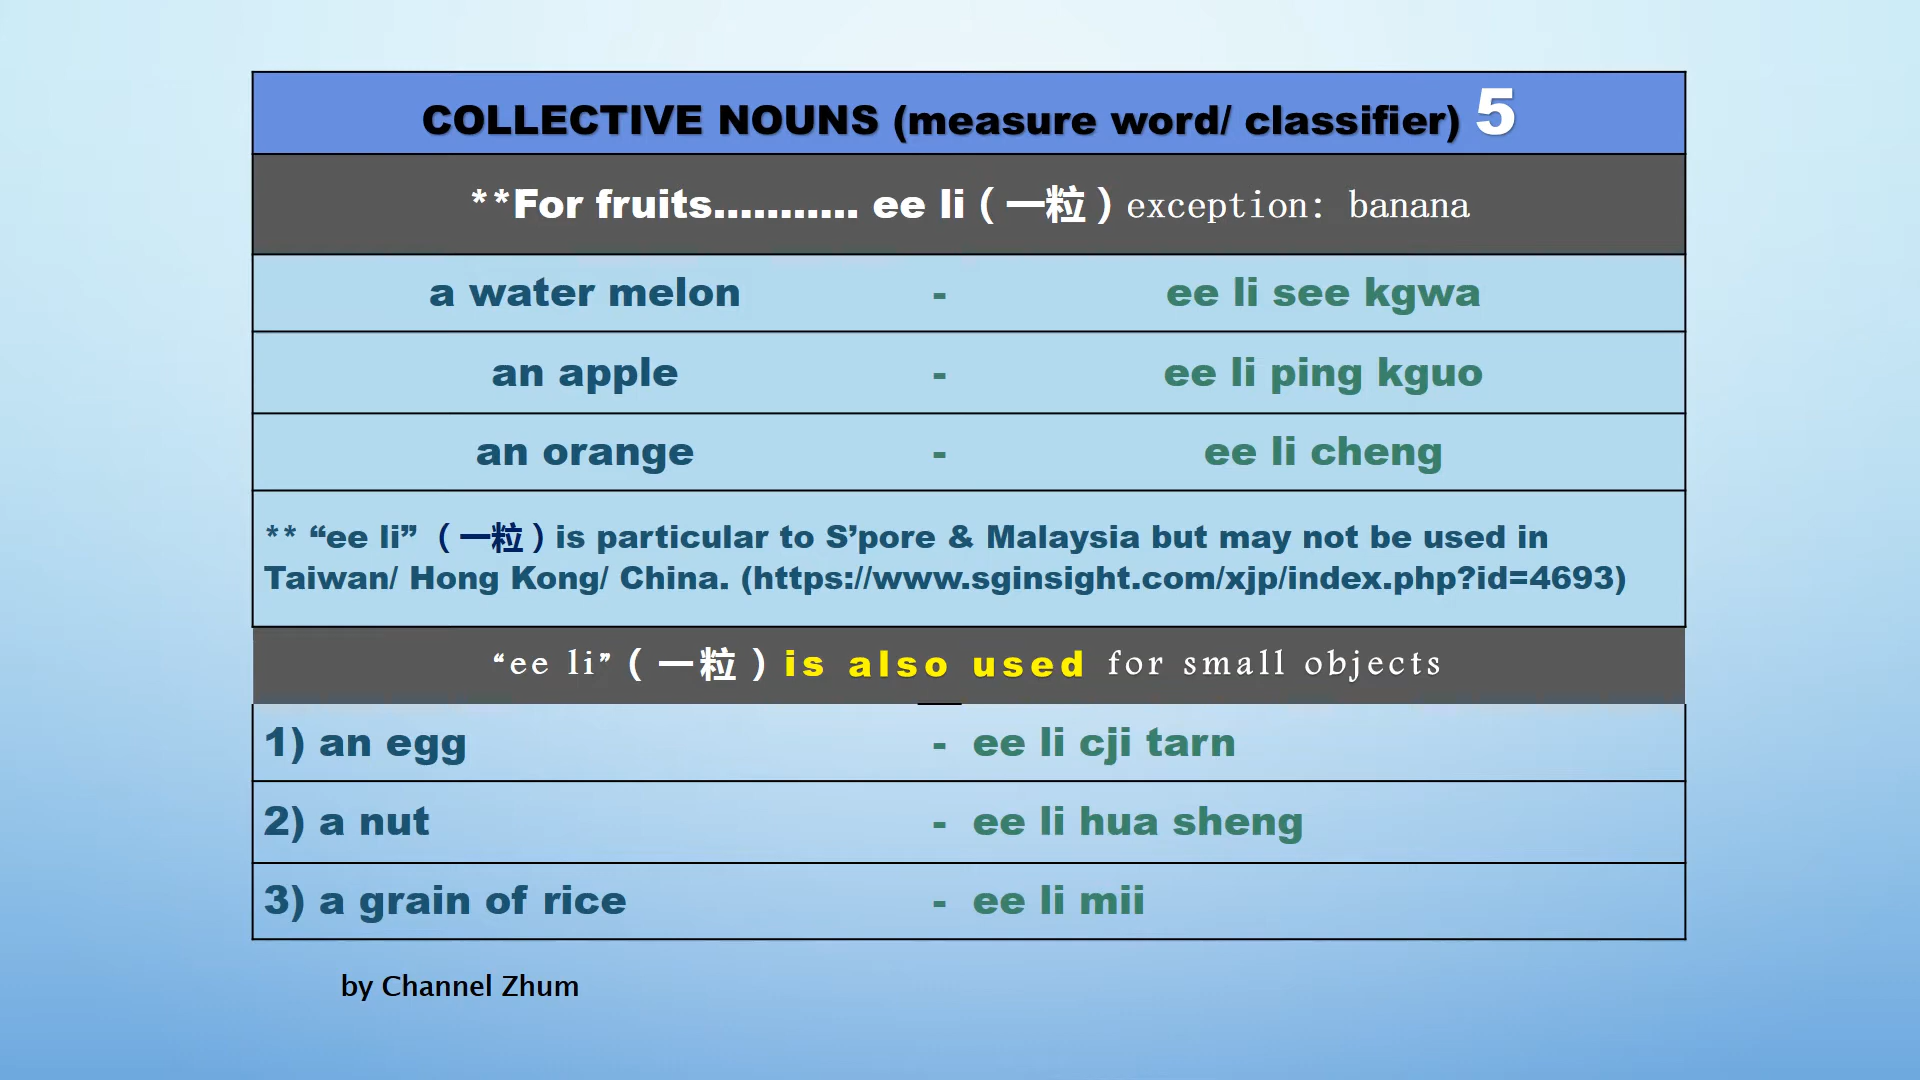 COLLECTIVE NOUNS (measure word/ classifier) 5
**For fruits........... ee li（一粒）exception: banana
a water melon - ee li see kgwa
an apple - ee li ping kguo
an orange - ee li cheng
** “ee li” （一粒）is particular to S’pore & Malaysia but may not be used in
Taiwan/ Hong Kong/ China. (https://www.sginsight.com/xjp/index.php?id=4693)
“ee li”（一粒）is also used for small objects
1) an egg - ee li cji tarn
2) a nut - ee li hua sheng
3) a grain of rice - ee li mii
by Channel Zhum